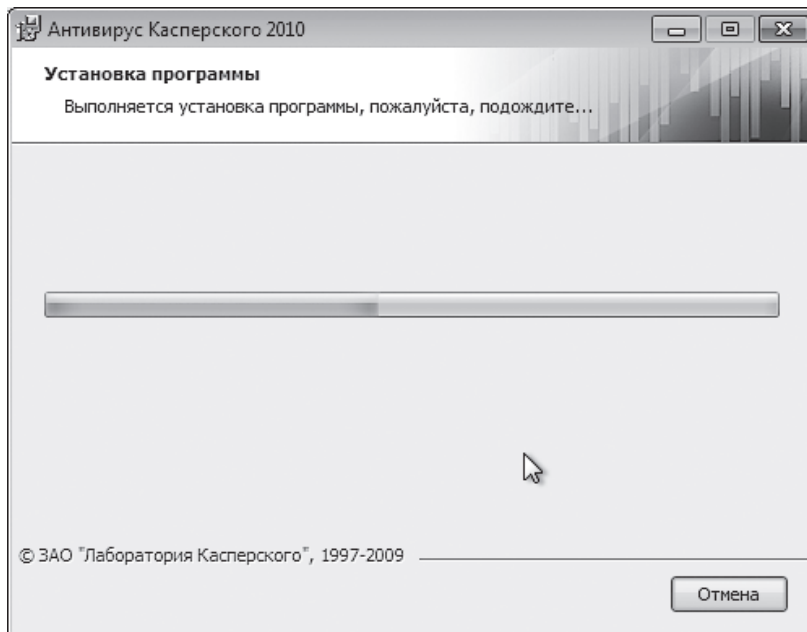 Антивирус Касперского 2010
Установка программы
Выполняется установка программы, пожалуйста, подождите...
© ЗАО "Лаборатория Касперского", 1997-2009
Отмена